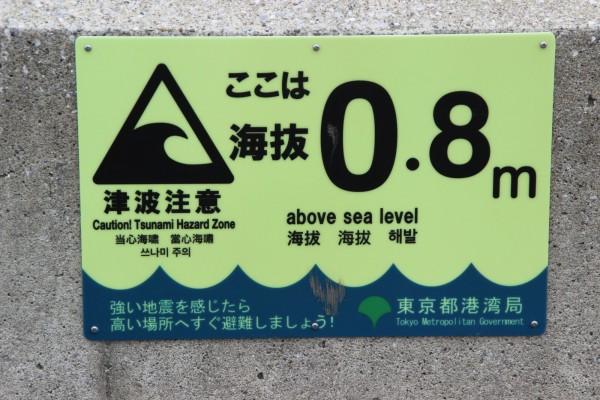 ここは
海抜 0.8m
津波注意
Caution! Tsunami Hazard Zone
当心海啸 當心海嘯
쓰나미 주의
above sea level
海拔 海拔 해발
強い地震を感じたら
高い場所へすぐ避難しましょう!
東京都港湾局
Tokyo Metropolitan Government